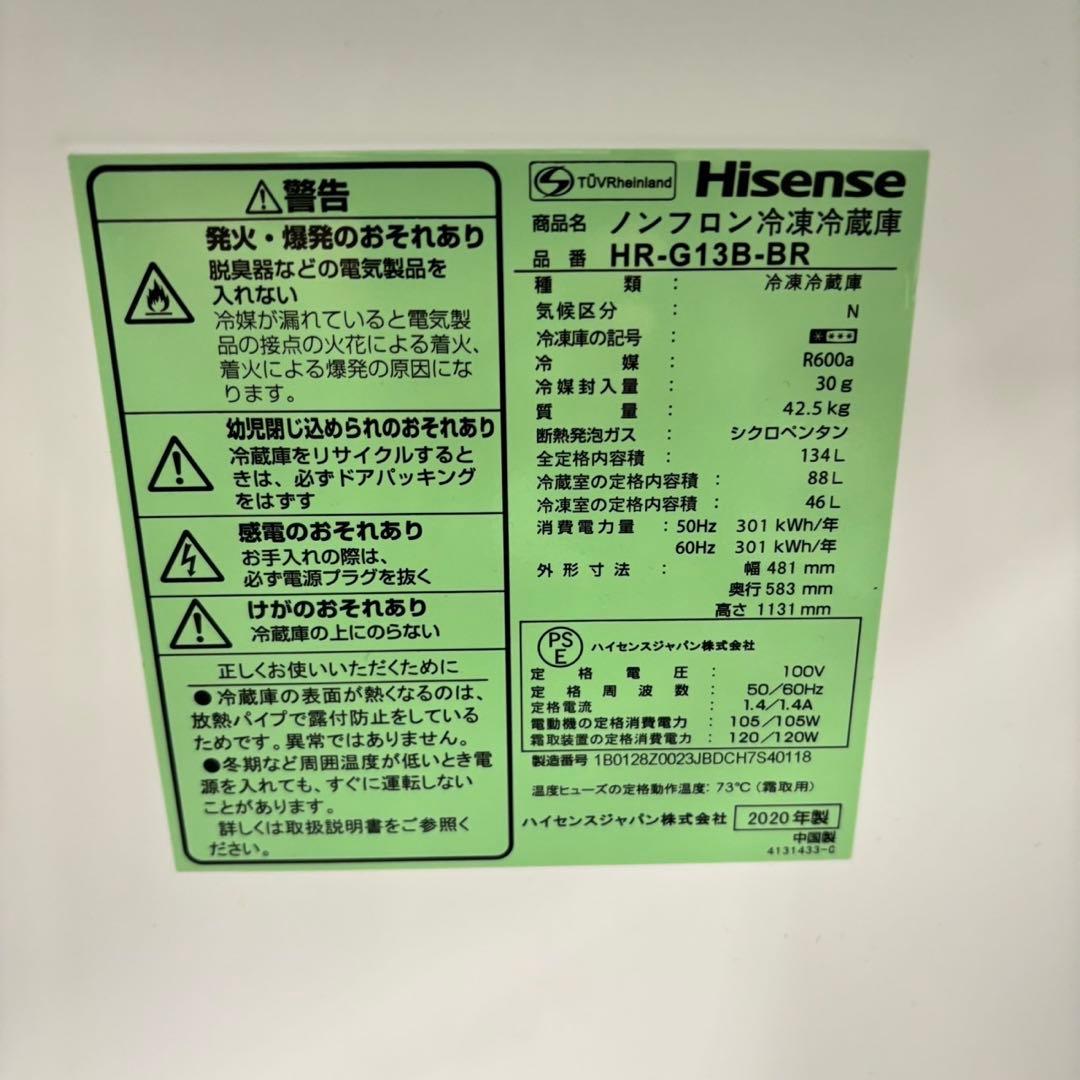 警告
発火・爆発のおそれあり
脱臭器などの電気製品を
入れない
冷媒が漏れていると電気製
品の接点の火花による着火、
着火による爆発の原因にな
ります。
幼児閉じ込められのおそれあり
冷蔵庫をリサイクルすると
きは、必ずドアパッキング
をはずす
感電のおそれあり
お手入れの際は、
必ず電源プラグを抜く
けがのおそれあり
冷蔵庫の上にのらない
正しくお使いいただくために
●冷蔵庫の表面が熱くなるのは、
放熱パイプで露付防止をしている
ためです。異常ではありません。
●冬期など周囲温度が低いとき電
源を入れても、すぐに運転しない
ことがあります。
詳しくは取扱説明書をご参照く
ださい。
TÜVRheinland Hisense
商品名 ノンフロン冷凍冷蔵庫
品番 HR-G13B-BR
種類 : 冷凍冷蔵庫
気候区分 : N
冷凍庫の記号 : ****
冷媒 : R600a
冷媒封入量 : 30g
質量 : 42.5kg
断熱発泡ガス : シクロペンタン
全定格内容積 : 134L
冷蔵室の定格内容積 : 88L
冷凍室の定格内容積 : 46L
消費電力量 : 50Hz 301kWh/年
60Hz 301kWh/年
外形寸法 : 幅 481mm
奥行 583mm
高さ 1131mm
PSE ハイセンスジャパン株式会社
定格電圧 : 100V
定格周波数 : 50/60Hz
定格電流 : 1.4/1.4A
電動機の定格消費電力 : 105/105W
霜取装置の定格消費電力 : 120/120W
製造番号 1B0128Z0023JBDCH7S40118
温度ヒューズの定格動作温度: 73℃(霜取用)
ハイセンスジャパン株式会社 2020年製
中国製
4131433-C